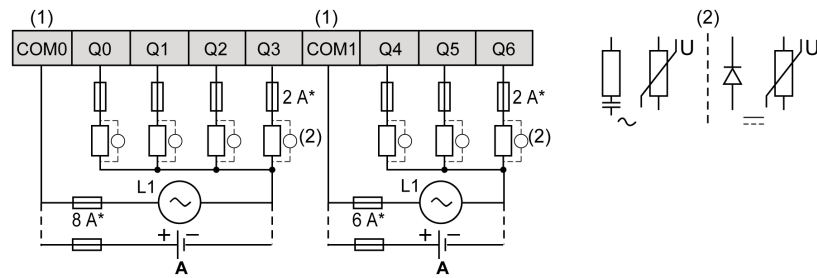 (1) (1) (2)
COM0 Q0 Q1 Q2 Q3 COM1 Q4 Q5 Q6
U U
2 A* 2 A*
(2) (2)
L1 L1
8 A* 6 A*
+ − + −
A A